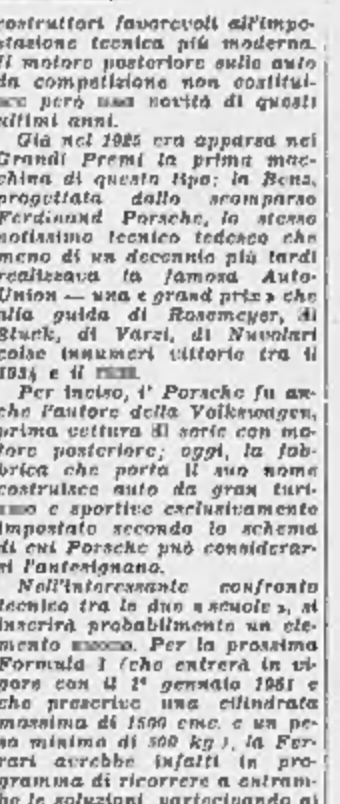 costruttori favorevoli all'impo-
stazione tecnica più moderna.
Il motore posteriore sulle auto
da competizione non costitui-
però novità di questi
ultimi anni.
Già nel 1925 era apparsa nei
Grandi Premi la prima mac-
china di questo tipo: la Benz,
progettata dallo scomparso
Ferdinand Porsche, lo stesso
notissimo tecnico tedesco che
meno di un decennio più tardi
realizzava la famosa Auto-
Union — una « grand prix » che
alla guida di Rosemeyer, di
Stuck, di Varzi, di Nuvolari
colse innumeri vittorie tra il
1934 e il
Per inciso, Porsche fu an-
che l'autore della Volkswagen,
prima vettura di serie con mo-
tore posteriore; oggi, la fab-
brica che porta il suo nome
costruisce auto da gran turi-
e sportive esclusivamente
impostate secondo lo schema
di cui Porsche può considerar-
si l'antesignano.
Nell'interessante confronto
tecnico tra le due « scuole », si
inserirà probabilmente un ele-
mento Per la prossima
Formula 1 (che entrerà in vi-
gore con il 1° gennaio 1961 e
che prescrive una cilindrata
massima di 1500 cmc. e un pe-
so minimo di 500 kg), la Fer-
rari avrebbe infatti in pro-
gramma di ricorrere a entram-
be le soluzioni, partecipando ai